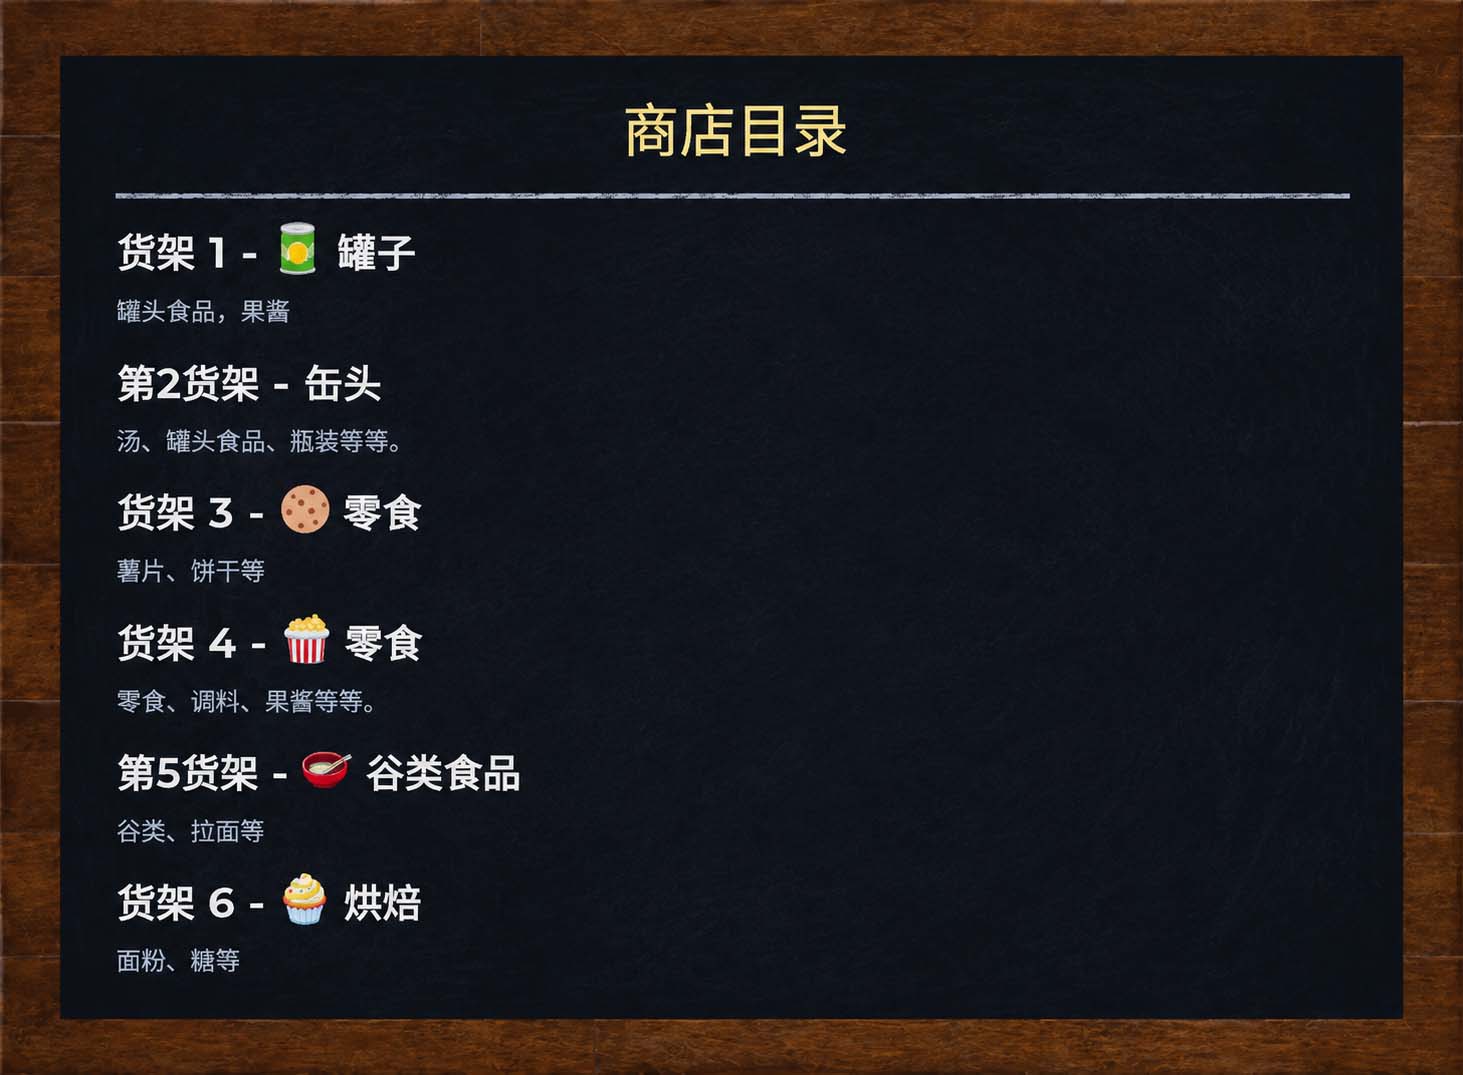 商店目录
货架 1 - 罐子
罐头食品，果酱
第2货架 - 缶头
汤、罐头食品、瓶装等等。
货架 3 - 零食
薯片、饼干等
货架 4 - 零食
零食、调料、果酱等等。
第5货架 - 谷类食品
谷类、拉面等
货架 6 - 烘焙
面粉、糖等